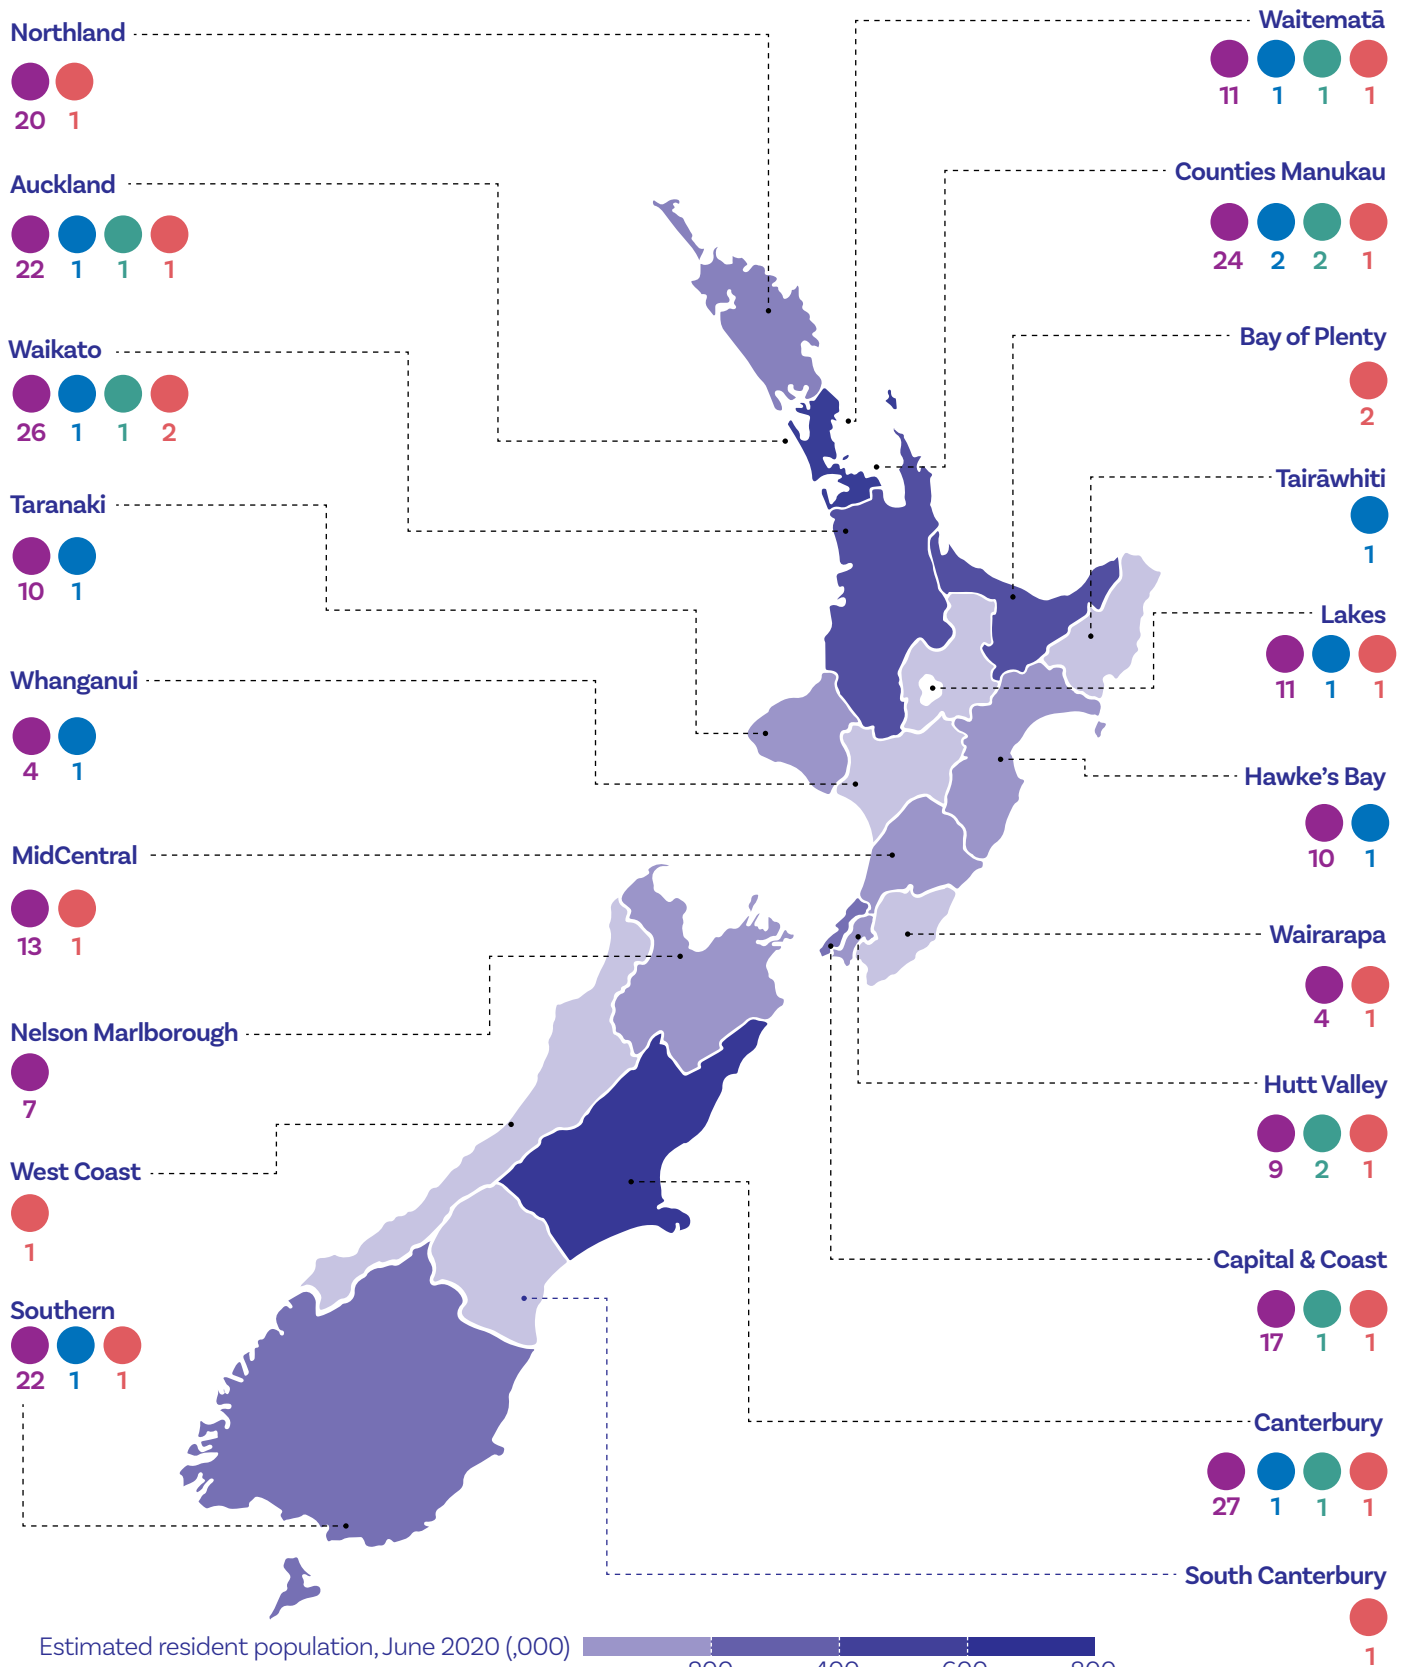 Northland
20 1
Auckland
22 1 1 1
Waikato
26 1 1 2
Taranaki
10 1
Whanganui
4 1
MidCentral
13 1
Nelson Marlborough
7
West Coast
1
Southern
22 1 1
Waitematā
11 1 1 1
Counties Manukau
24 2 2 1
Bay of Plenty
2
Tairāwhiti
1
Lakes
11 1 1
Hawke's Bay
10 1
Wairarapa
4 1
Hutt Valley
9 2 1
Capital & Coast
17 1 1
Canterbury
27 1 1 1
South Canterbury
1
Estimated resident population, June 2020 (,000)
400 600 800